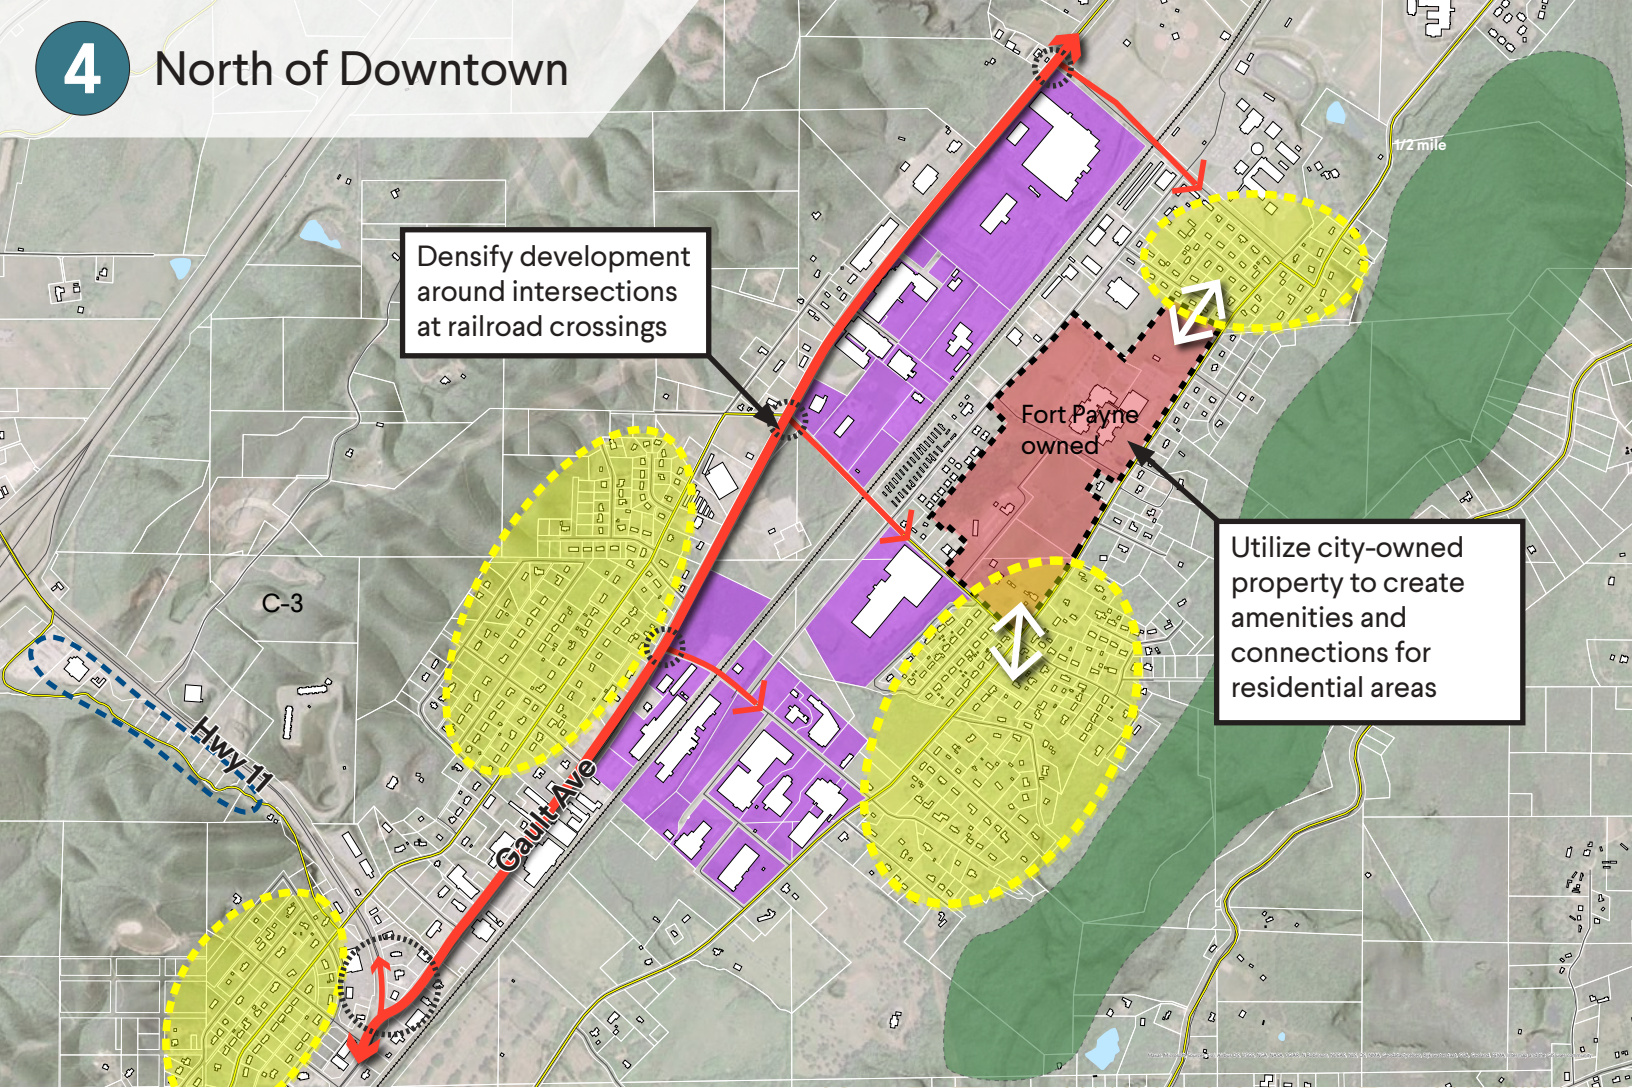 4
North of Downtown
1/2 mile
Densify development
around intersections
at railroad crossings
Fort Payne
owned
Utilize city-owned
property to create
amenities and
connections for
residential areas
C-3
Hwy 11
Gault Ave